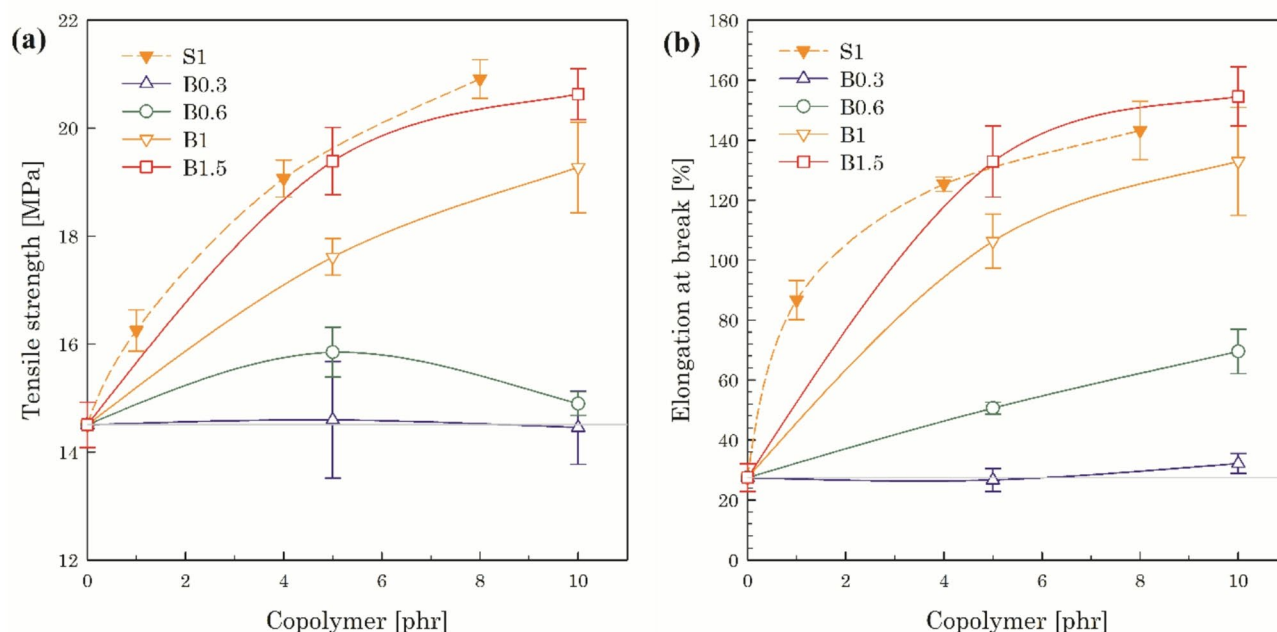 (a)
22
20
18
16
14
12
Tensile strength [MPa]
S1
B0.3
B0.6
B1
B1.5
0 2 4 6 8 10
Copolymer [phr]
(b)
180
160
140
120
100
80
60
40
20
0
Elongation at break [%]
S1
B0.3
B0.6
B1
B1.5
0 2 4 6 8 10
Copolymer [phr]